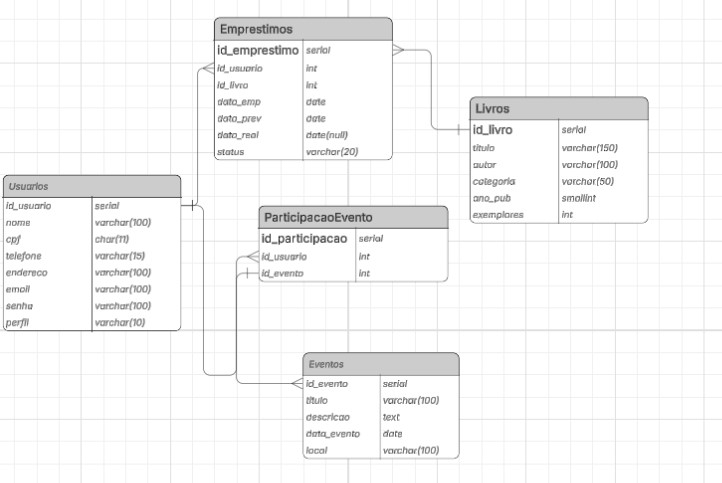 Emprestimos
id_emprestimo serial
id_usuario int
id_livro int
data_emp date
data_prev date
data_real date(null)
status varchar(20)
Livros
id_livro serial
titulo varchar(150)
autor varchar(100)
categoria varchar(50)
ano_pub smallint
exemplares int
Usuarios
id_usuario serial
nome varchar(100)
cpf char(11)
telefone varchar(15)
endereco varchar(100)
email varchar(100)
senha varchar(100)
perfil varchar(10)
ParticipacaoEvento
id_participacao serial
id_usuario int
id_evento int
Eventos
id_evento serial
titulo varchar(100)
descricao text
data_evento date
local varchar(100)